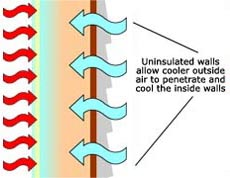 Uninsulated walls
allow cooler outside
air to penetrate and
cool the inside walls